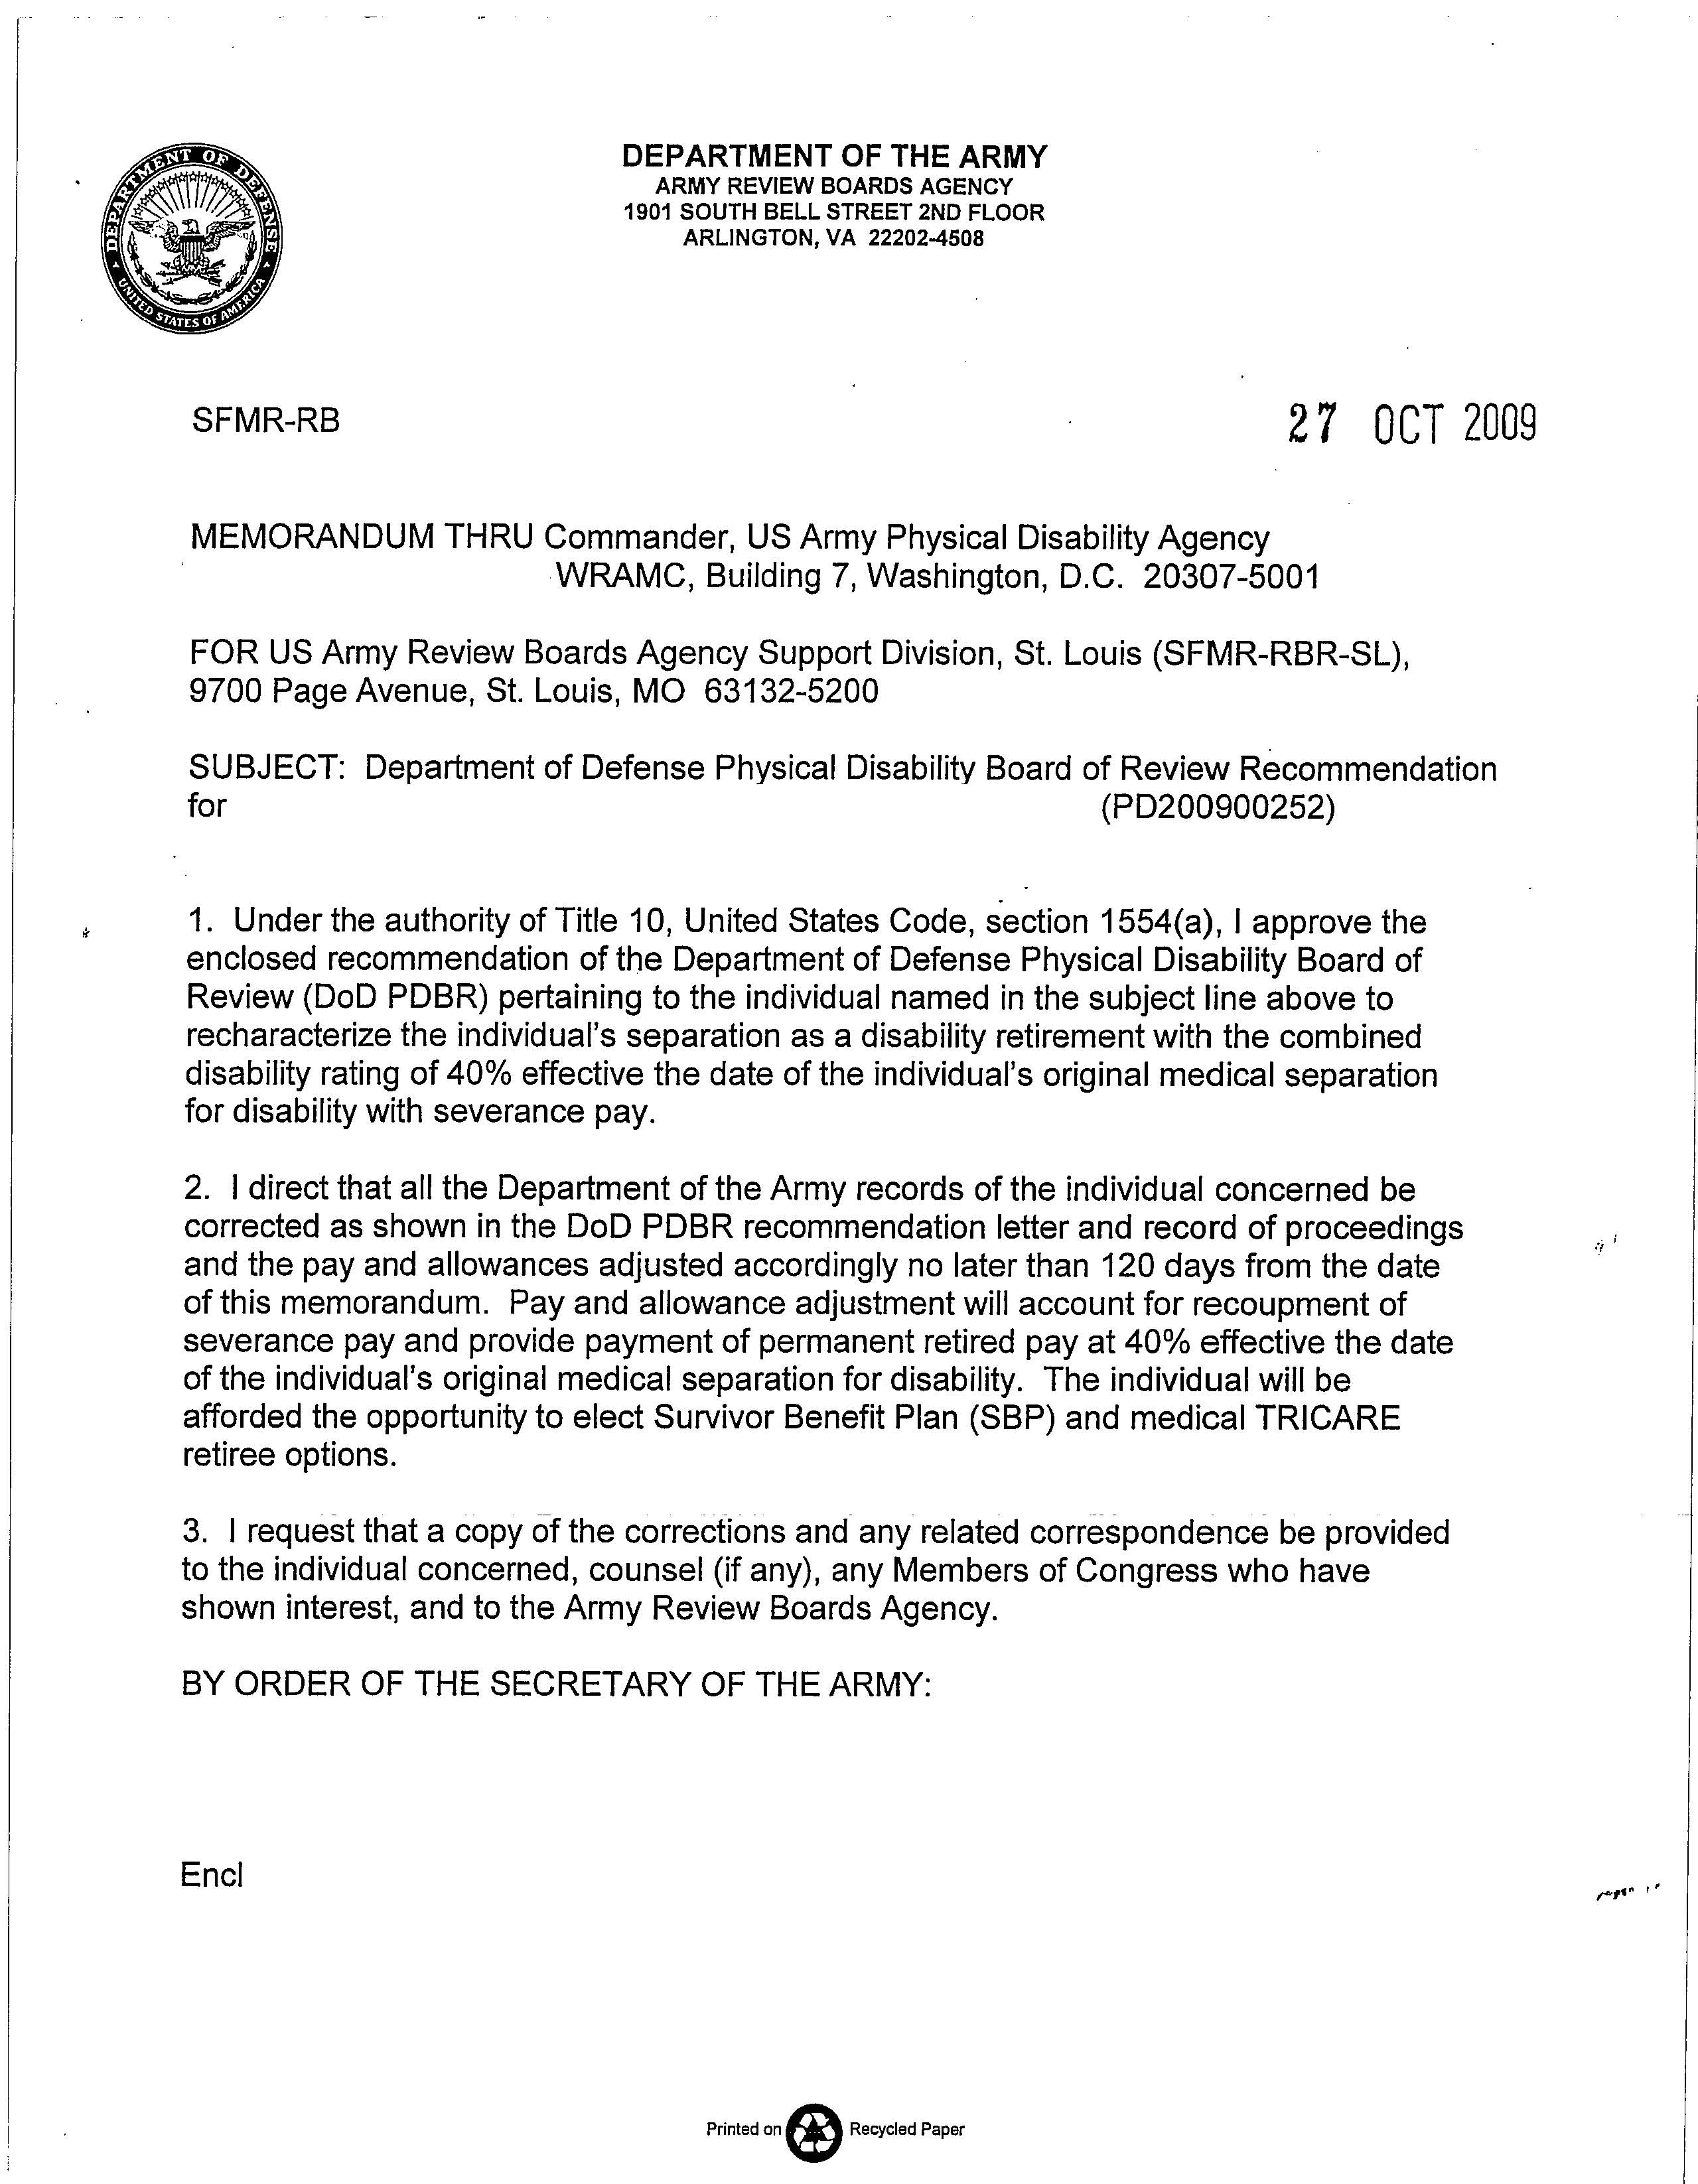 DEPARTMENT OF DEFENSE
UNITED STATES OF AMERICA
DEPARTMENT OF THE ARMY
ARMY REVIEW BOARDS AGENCY
1901 SOUTH BELL STREET 2ND FLOOR
ARLINGTON, VA 22202-4508
SFMR-RB
27 OCT 2009
MEMORANDUM THRU Commander, US Army Physical Disability Agency
WRAMC, Building 7, Washington, D.C. 20307-5001
FOR US Army Review Boards Agency Support Division, St. Louis (SFMR-RBR-SL),
9700 Page Avenue, St. Louis, MO 63132-5200
SUBJECT: Department of Defense Physical Disability Board of Review Recommendation
for (PD200900252)
1. Under the authority of Title 10, United States Code, section 1554(a), I approve the
enclosed recommendation of the Department of Defense Physical Disability Board of
Review (DoD PDBR) pertaining to the individual named in the subject line above to
recharacterize the individual's separation as a disability retirement with the combined
disability rating of 40% effective the date of the individual's original medical separation
for disability with severance pay.
2. I direct that all the Department of the Army records of the individual concerned be
corrected as shown in the DoD PDBR recommendation letter and record of proceedings
and the pay and allowances adjusted accordingly no later than 120 days from the date
of this memorandum. Pay and allowance adjustment will account for recoupment of
severance pay and provide payment of permanent retired pay at 40% effective the date
of the individual's original medical separation for disability. The individual will be
afforded the opportunity to elect Survivor Benefit Plan (SBP) and medical TRICARE
retiree options.
3. I request that a copy of the corrections and any related correspondence be provided
to the individual concerned, counsel (if any), any Members of Congress who have
shown interest, and to the Army Review Boards Agency.
BY ORDER OF THE SECRETARY OF THE ARMY:
Encl
Printed on Recycled Paper